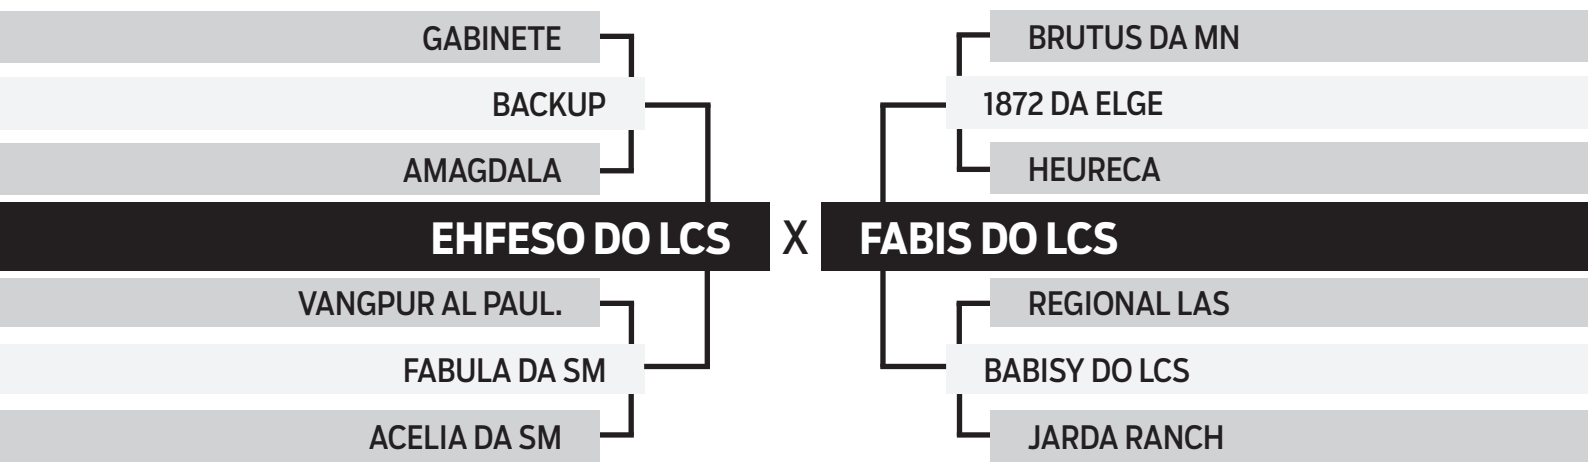 GABINETE
BACKUP
AMAGDALA
EHFESO DO LCS
VANGPUR AL PAUL.
FABULA DA SM
ACELIA DA SM
X
BRUTUS DA MN
1872 DA ELGE
HEURECA
FABIS DO LCS
REGIONAL LAS
BABISY DO LCS
JARDA RANCH